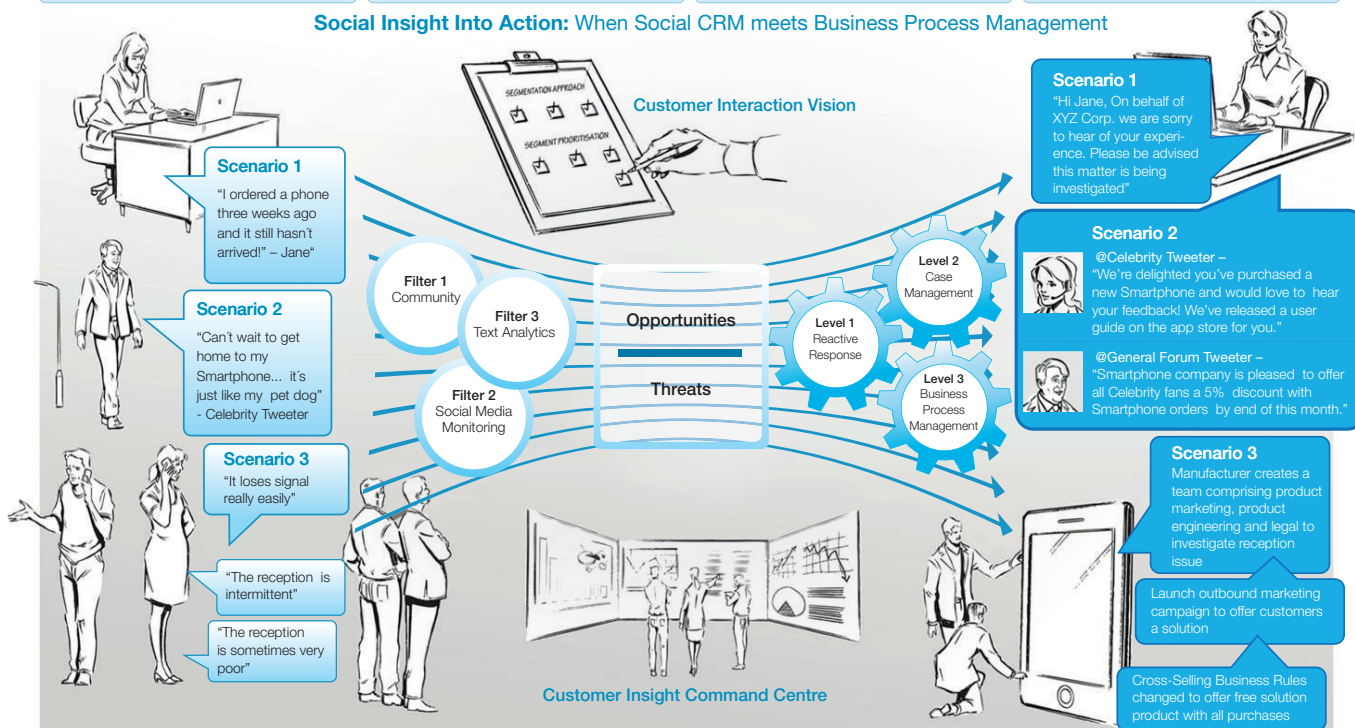 Social Insight Into Action: When Social CRM meets Business Process Management
SEGMENTATION APPROACH
SEGMENT PRIORITISATION
Customer Interaction Vision
Scenario 1
“I ordered a phone
three weeks ago
and it still hasn´t
arrived!” – Jane“
Scenario 2
“Can´t wait to get
home to my
Smartphone... it´s
just like my pet dog”
- Celebrity Tweeter
Scenario 3
“It loses signal
really easily”
“The reception is
intermittent”
“The reception
is sometimes very
poor”
Filter 1
Community
Filter 3
Text Analytics
Filter 2
Social Media
Monitoring
Opportunities
Threats
Level 1
Reactive
Response
Level 2
Case
Management
Level 3
Business
Process
Management
Customer Insight Command Centre
Scenario 1
“Hi Jane, On behalf of
XYZ Corp. we are sorry
to hear of your experi-
ence. Please be advised
this matter is being
investigated”
Scenario 2
@Celebrity Tweeter –
“We’re delighted you’ve purchased a
new Smartphone and would love to hear
your feedback! We’ve released a user
guide on the app store for you.”
@General Forum Tweeter –
“Smartphone company is pleased to offer
all Celebrity fans a 5% discount with
Smartphone orders by end of this month.”
Scenario 3
Manufacturer creates a
team comprising product
marketing, product
engineering and legal to
investigate reception
issue
Launch outbound marketing
campaign to offer customers
a solution
Cross-Selling Business Rules
changed to offer free solution
product with all purchases